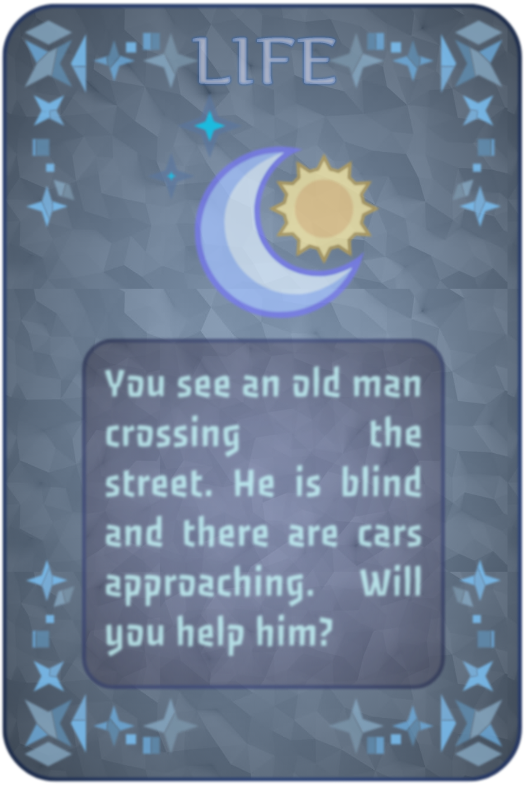 LIFE
You see an old man
crossing the
street. He is blind
and there are cars
approaching. Will
you help him?